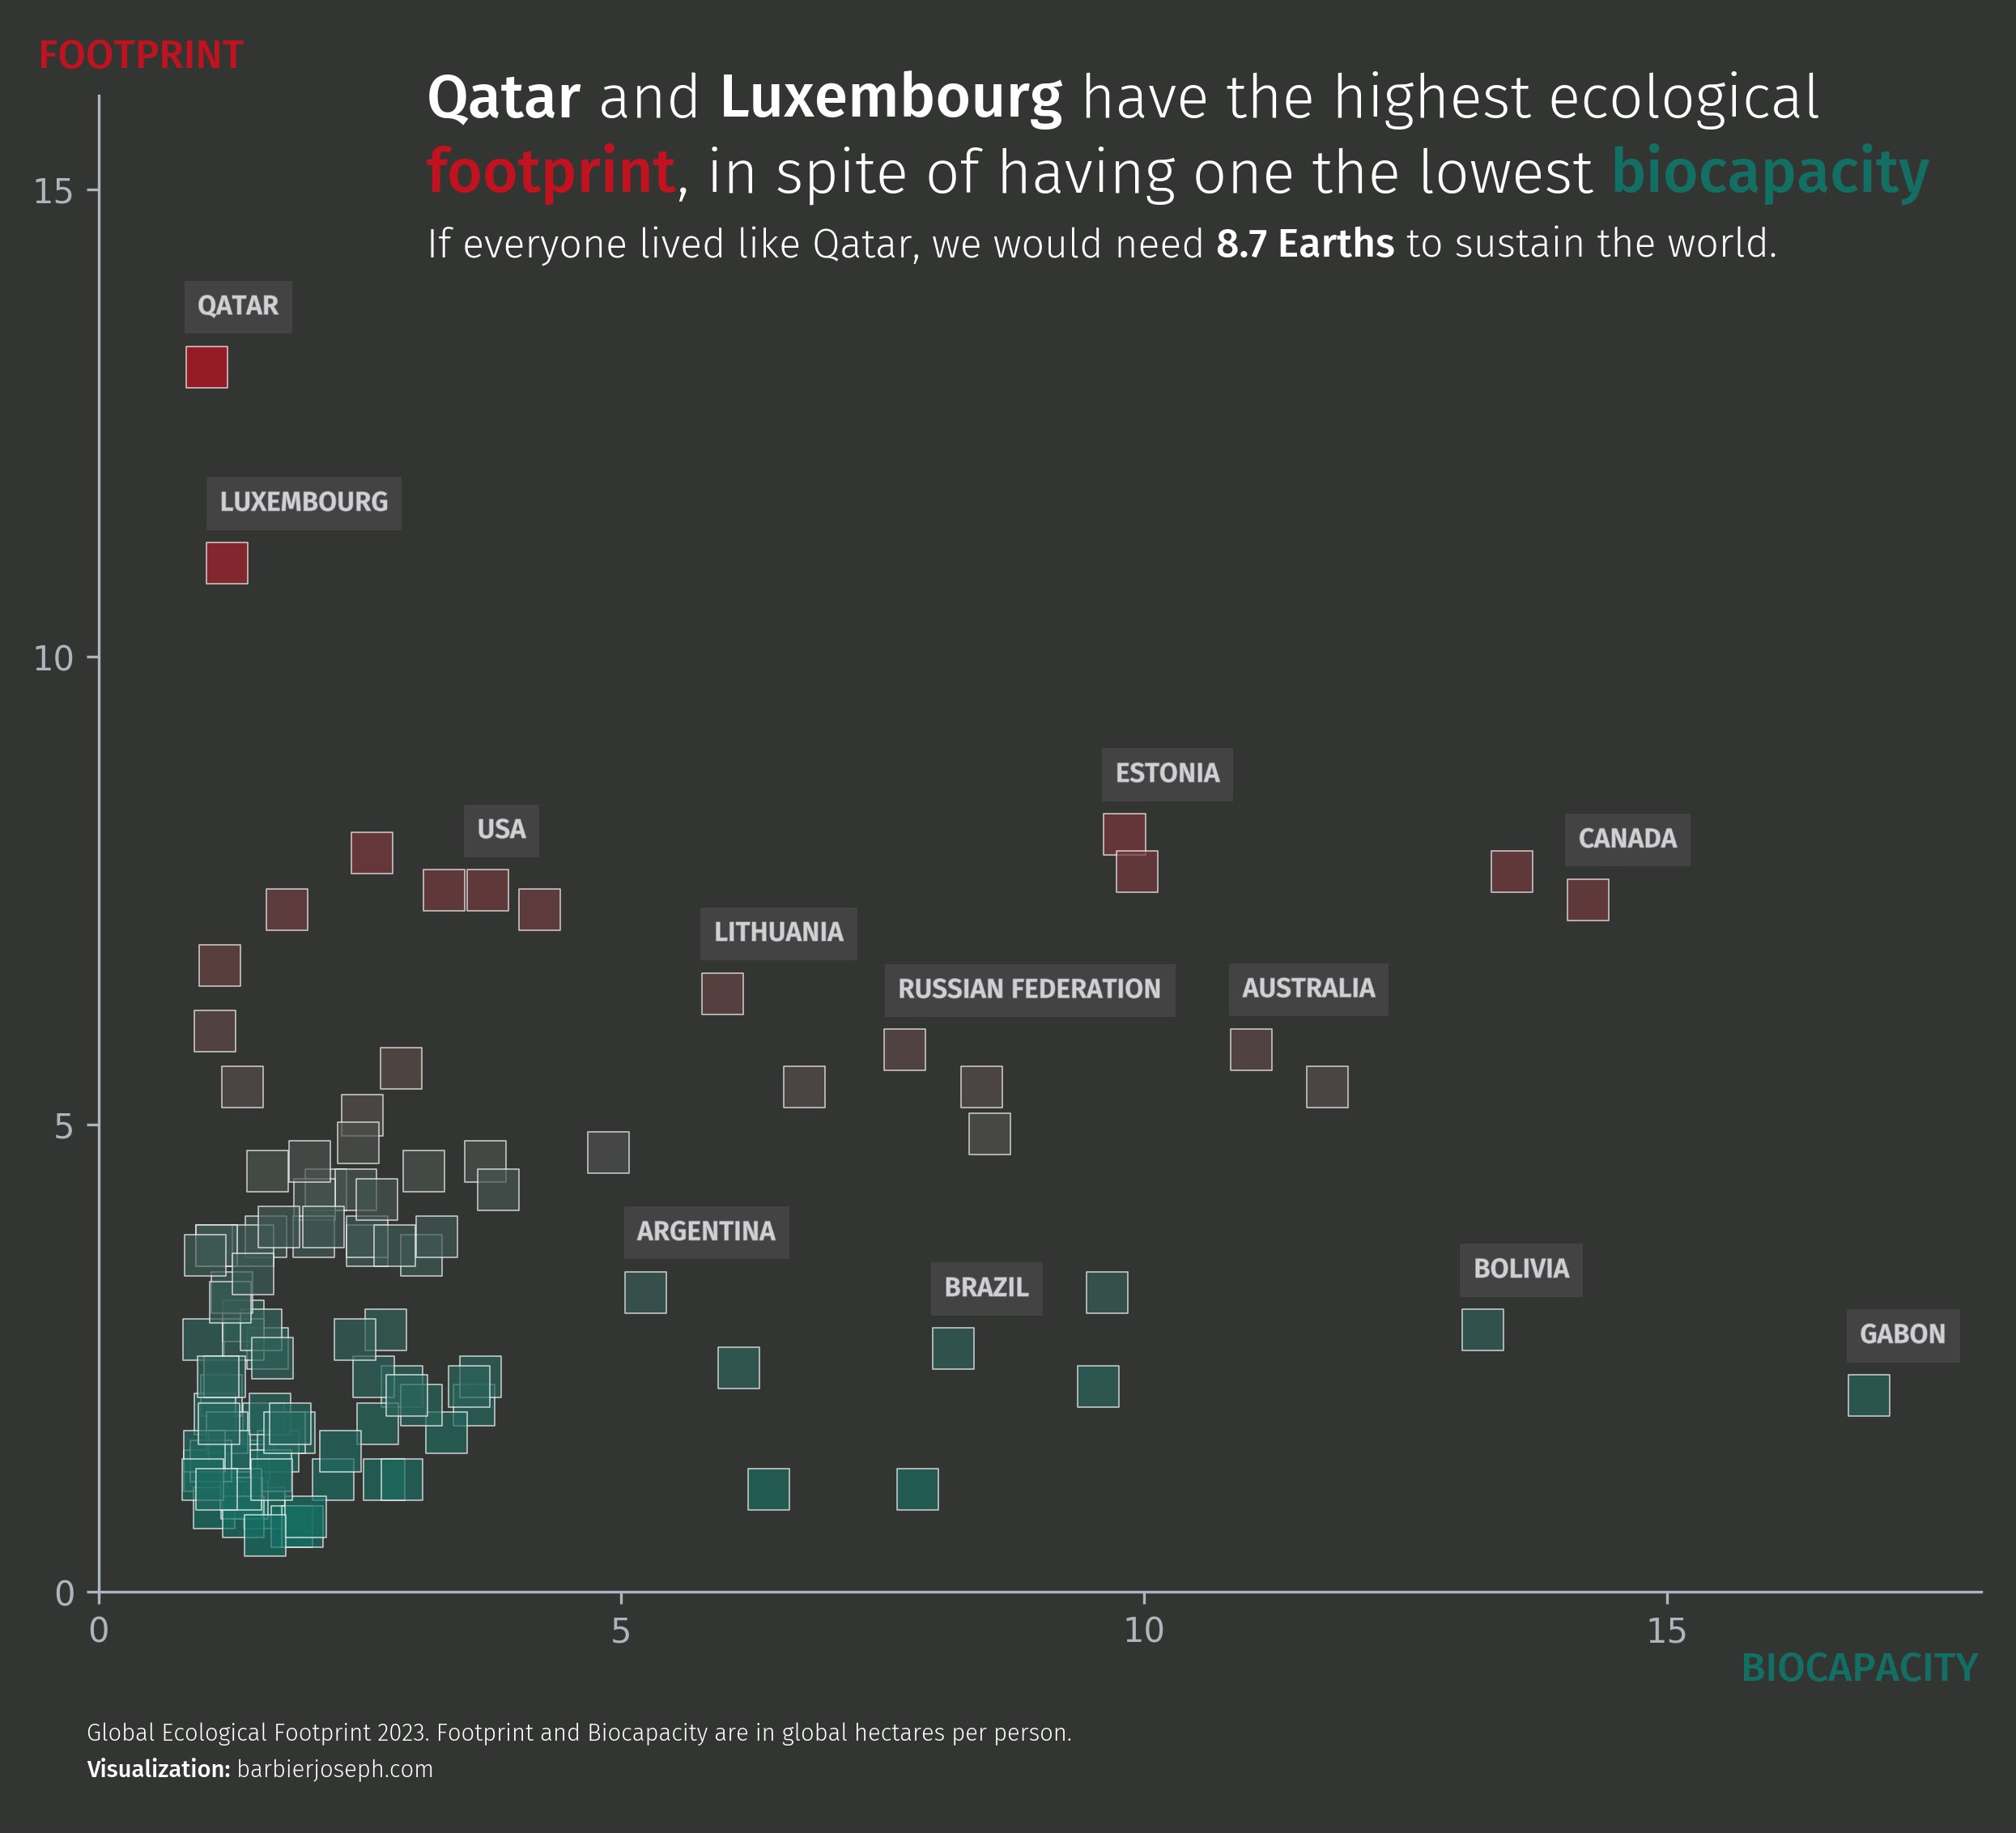 FOOTPRINT
Qatar and Luxembourg have the highest ecological
footprint, in spite of having one the lowest biocapacity
If everyone lived like Qatar, we would need 8.7 Earths to sustain the world.
15
QATAR
LUXEMBOURG
10
ESTONIA
USA
CANADA
LITHUANIA
RUSSIAN FEDERATION
AUSTRALIA
5
ARGENTINA
BRAZIL
BOLIVIA
GABON
0
0 5 10 15
BIOCAPACITY
Global Ecological Footprint 2023. Footprint and Biocapacity are in global hectares per person.
Visualization: barbierjoseph.com